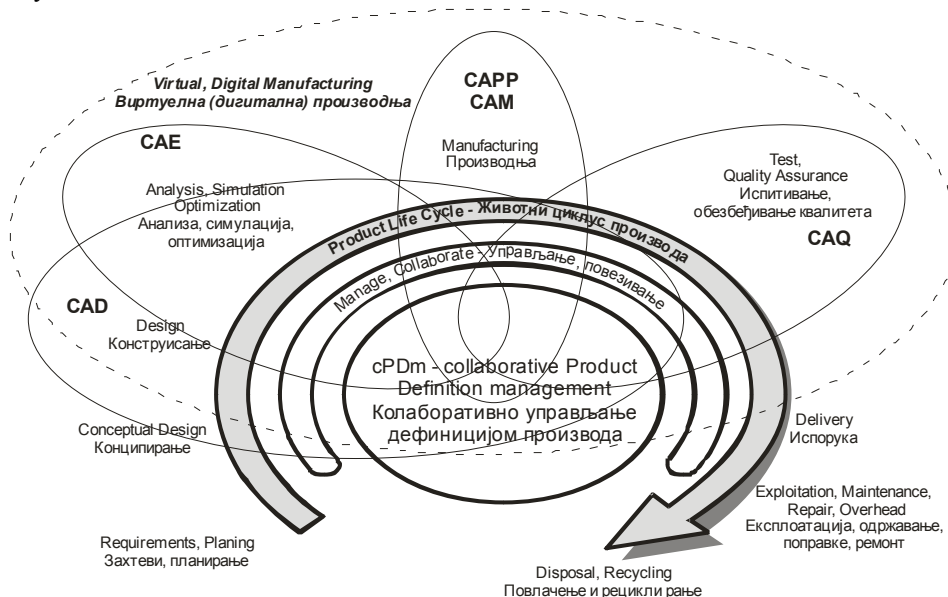 Virtual, Digital Manufacturing
Виртуелна (дигитална) производња
CAPP
CAM
Manufacturing
Производња
CAE
Analysis, Simulation
Optimization
Анализа, симулација,
оптимизација
Test,
Quality Assurance
Испитивање,
обезбеђивање квалитета
CAQ
CAD
Design
Конструисање
Product Life Cycle - Животни циклус производа
Manage, Collaborate - Управљање, повезивање
cPDm - collaborative Product
Definition management
Колаборативно управљање
дефиницијом производа
Conceptual Design
Конципирање
Requirements, Planing
Захтеви, планирање
Delivery
Испорука
Exploitation, Maintenance,
Repair, Overhead
Експлоатација, одржавање,
поправке, ремонт
Disposal, Recycling
Повлачење и рецикли рање